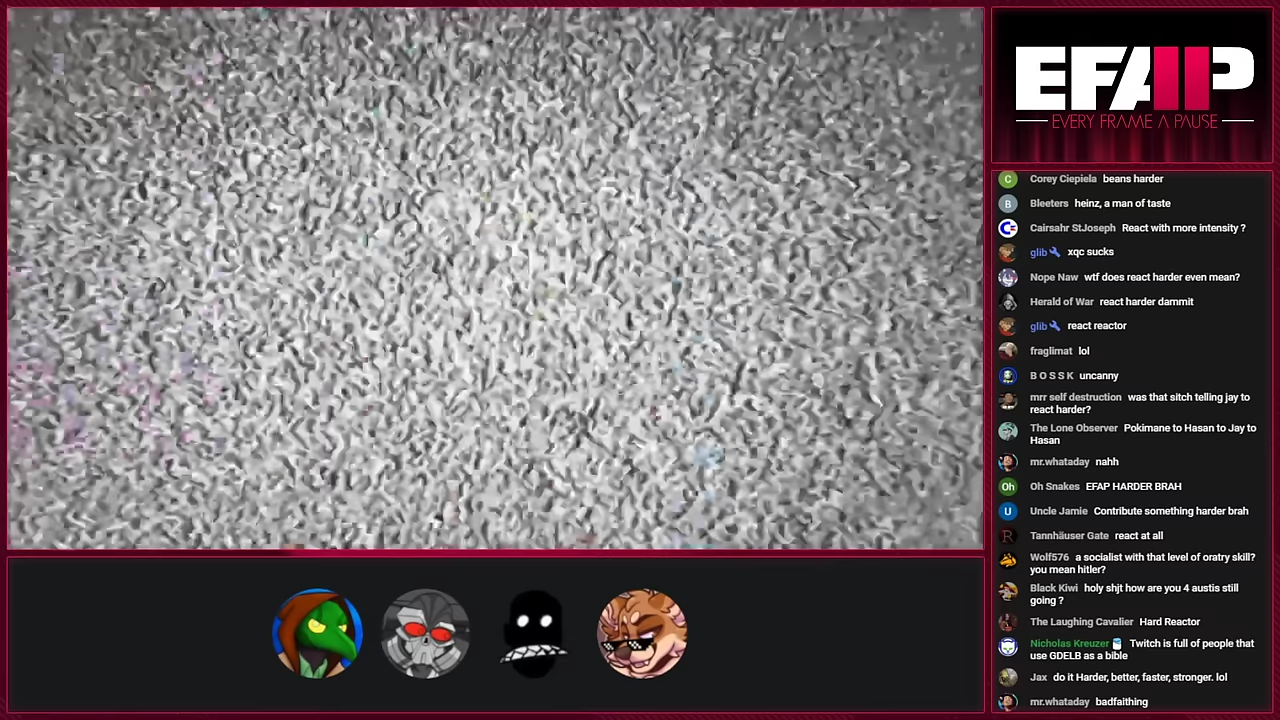 EFAP
EVERY FRAME A PAUSE
C Corey Ciepiela beans harder
B Bleeters heinz, a man of taste
Cairsahr StJoseph React with more intensity ?
glib xqc sucks
Nope Naw wtf does react harder even mean?
Herald of War react harder dammit
glib react reactor
fraglimat lol
B O S S K uncanny
mrr self destruction was that sitch telling jay to
react harder?
The Lone Observer Pokimane to Hasan to Jay to
Hasan
mr.whataday nahh
Oh Oh Snakes EFAP HARDER BRAH
U Uncle Jamie Contribute something harder brah
R Tannhäuser Gate react at all
Wolf576 a socialist with that level of oratry skill?
you mean hitler?
Black Kiwi holy shjt how are you 4 austis still
going ?
The Laughing Cavalier Hard Reactor
Nicholas Kreuzer Twitch is full of people that
use GDELB as a bible
Jax do it Harder, better, faster, stronger. lol
mr.whataday badfaithing